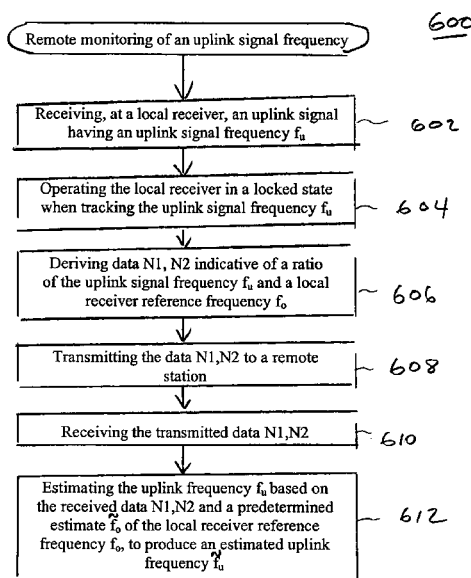 600
Remote monitoring of an uplink signal frequency
Receiving, at a local receiver, an uplink signal
having an uplink signal frequency fᵤ
602
Operating the local receiver in a locked state
when tracking the uplink signal frequency fᵤ
604
Deriving data N1, N2 indicative of a ratio
of the uplink signal frequency fᵤ and a local
receiver reference frequency fₒ
606
Transmitting the data N1,N2 to a remote
station
608
Receiving the transmitted data N1,N2
610
Estimating the uplink frequency fᵤ based on
the received data N1,N2 and a predetermined
estimate f̃ₒ of the local receiver reference
frequency fₒ, to produce an estimated uplink
frequency f̃ᵤ
612